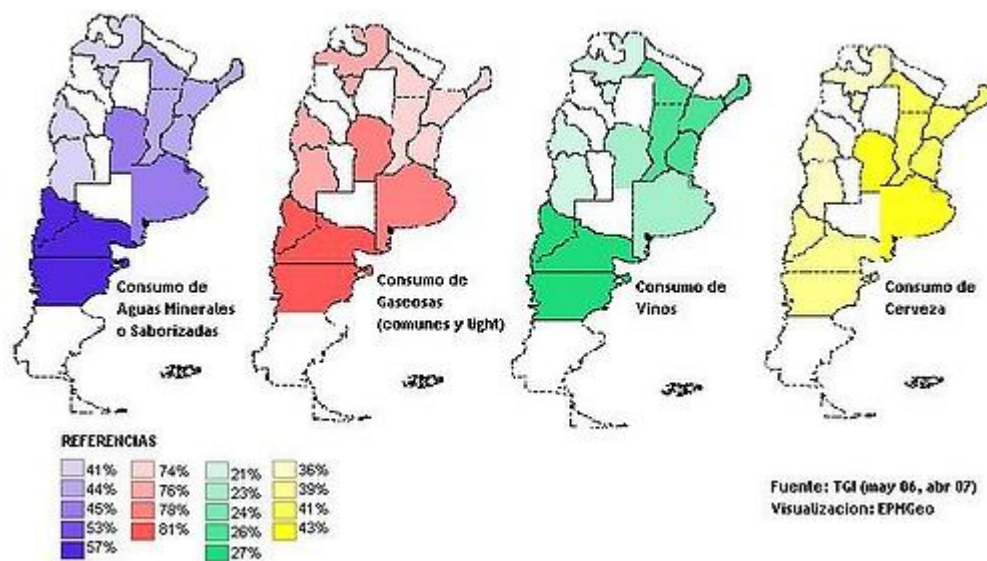 Consumo de
Aguas Minerales
o Saborizadas
Consumo de
Gaseosas
(comunes y light)
Consumo de
Vinos
Consumo de
Cerveza
REFERENCIAS
41% 74% 21% 36%
44% 76% 23% 39%
45% 78% 24% 41%
53% 81% 26% 43%
57% 27%
Fuente: TGI (may 06, abr 07)
Visualizacion: EPMGeo